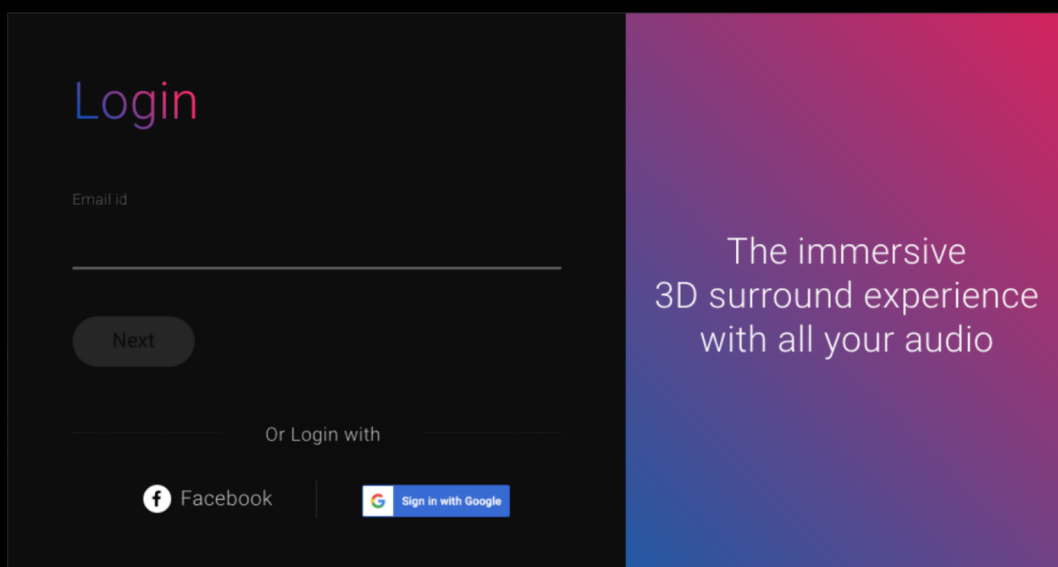 Login
Email id
Next
Or Login with
Facebook
Sign in with Google
The immersive
3D surround experience
with all your audio